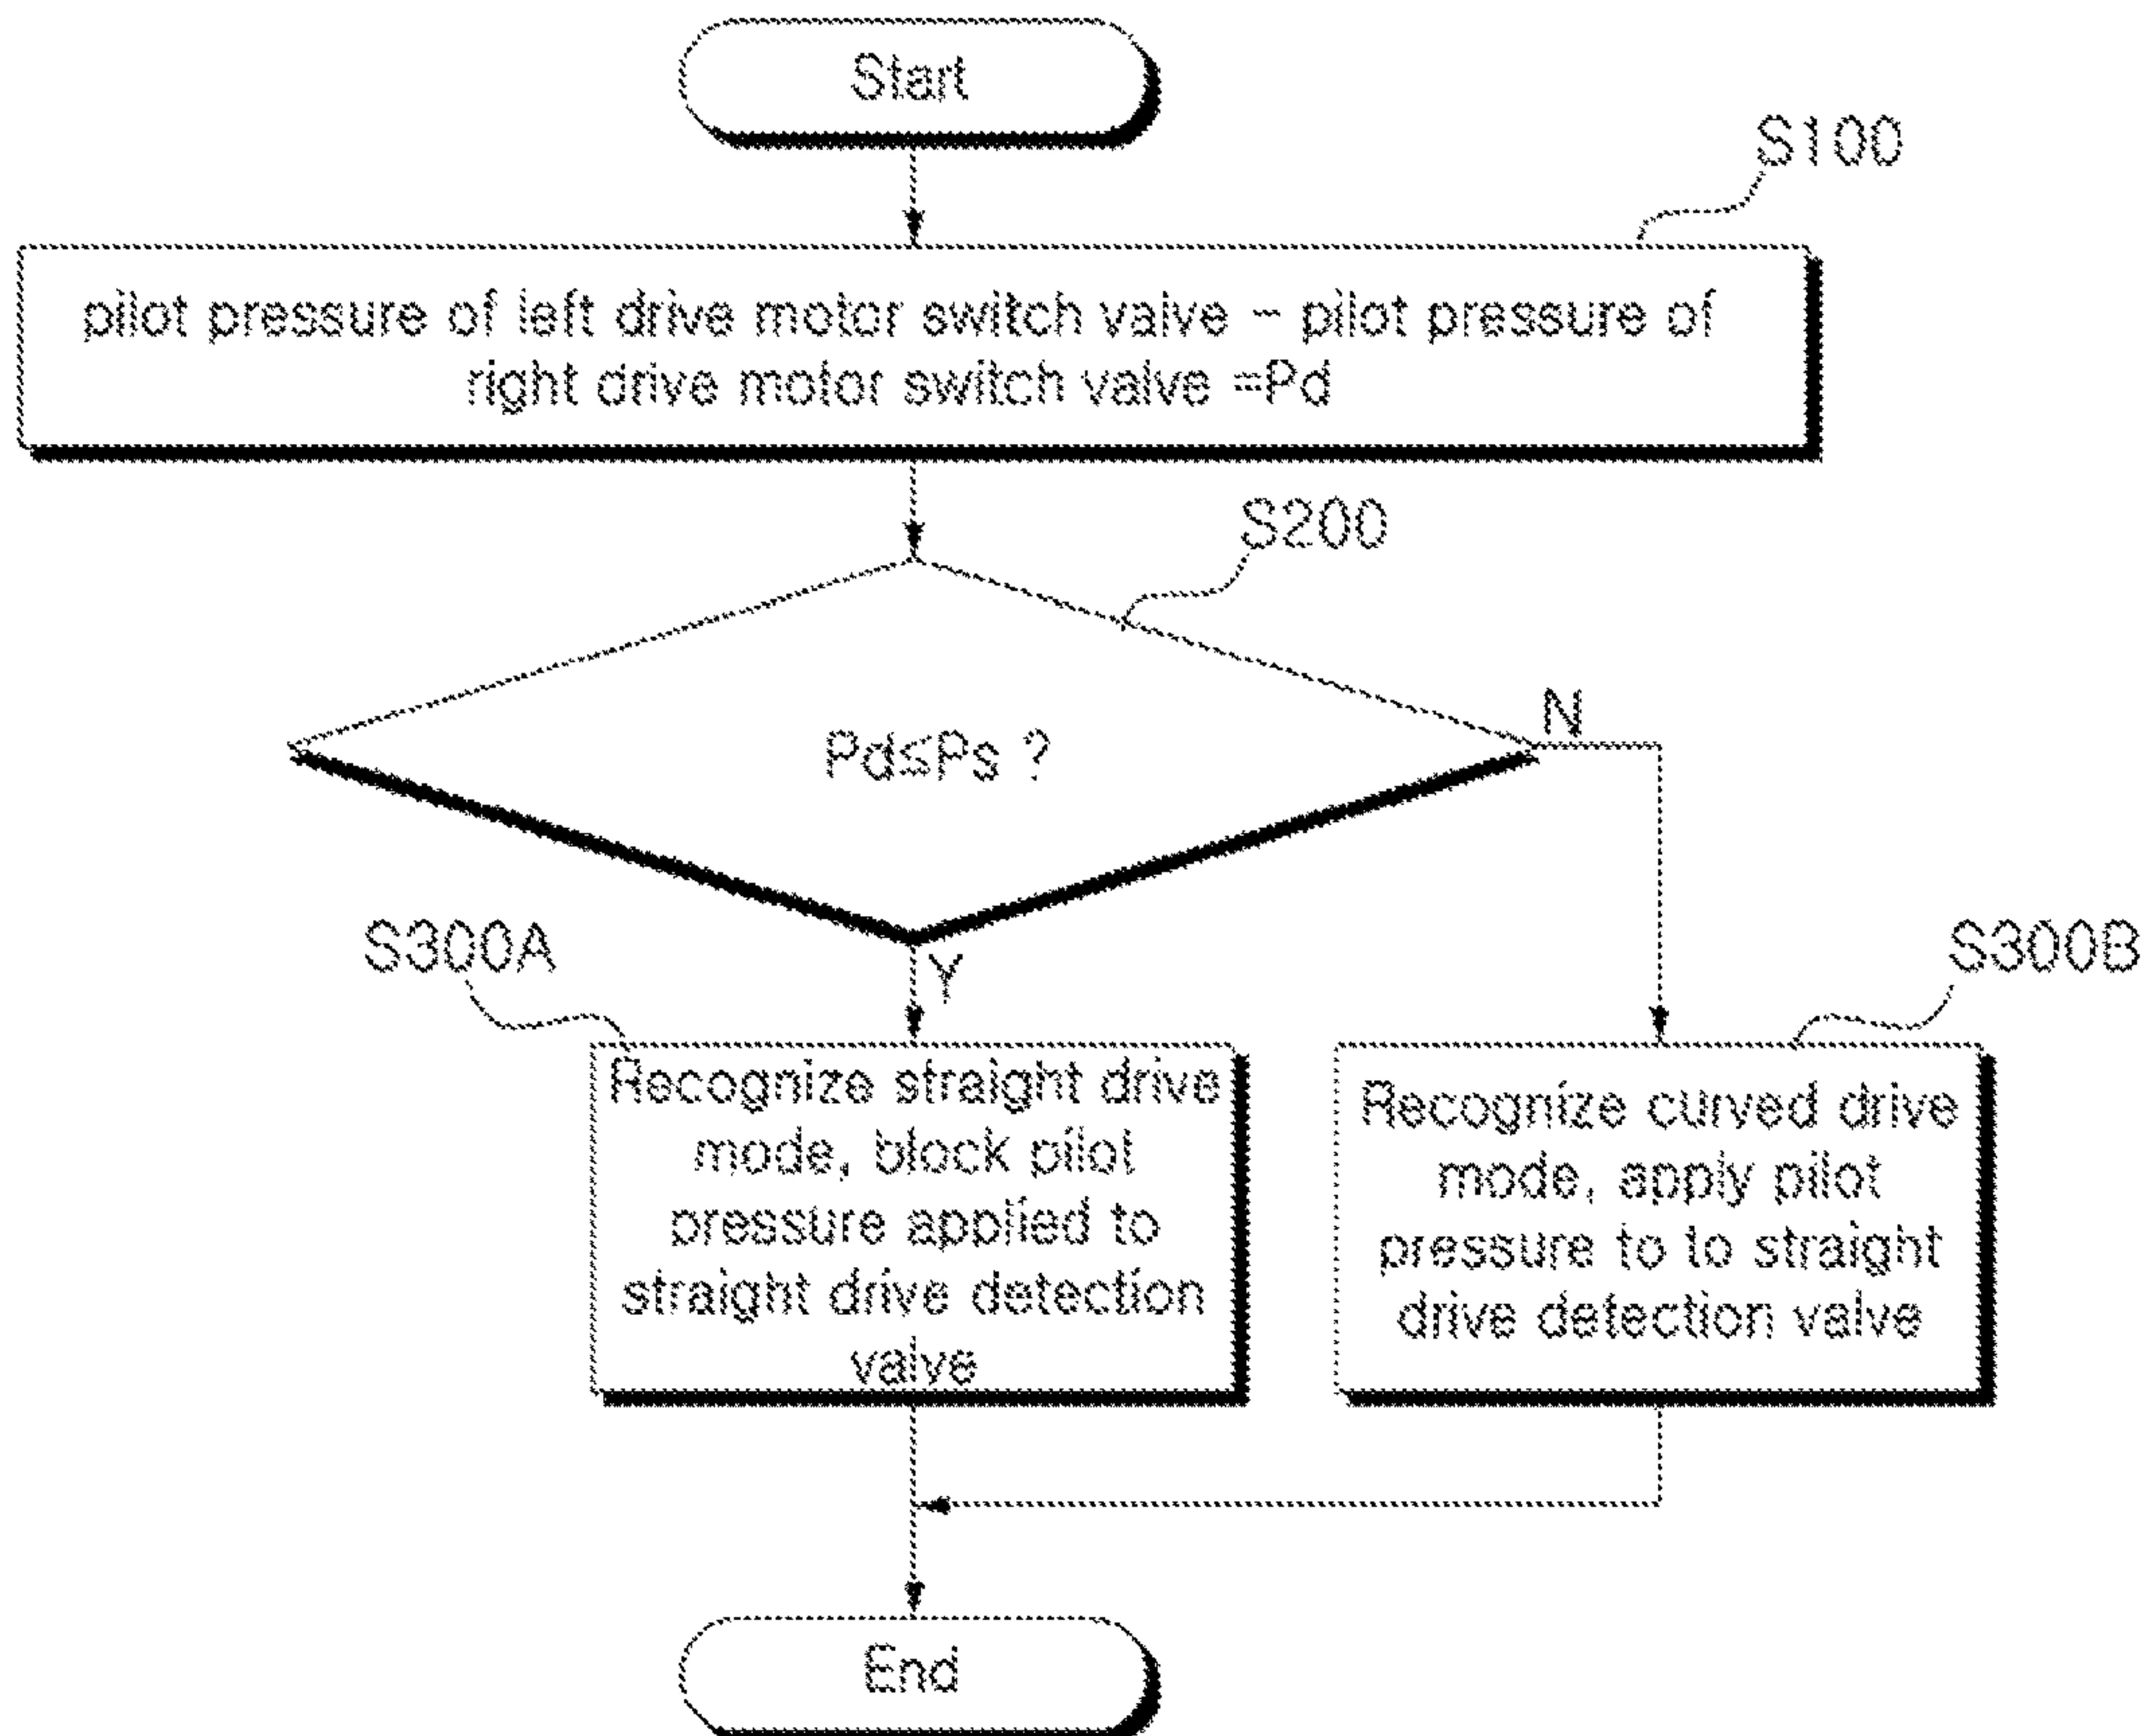 Start
S100
pilot pressure of left drive motor switch valve - pilot pressure of
right drive motor switch valve =Pd
S200
Pd≤Ps ?
N
Y
S300A
Recognize straight drive
mode, block pilot
pressure applied to
straight drive detection
valve
S300B
Recognize curved drive
mode, apply pilot
pressure to to straight
drive detection valve
End